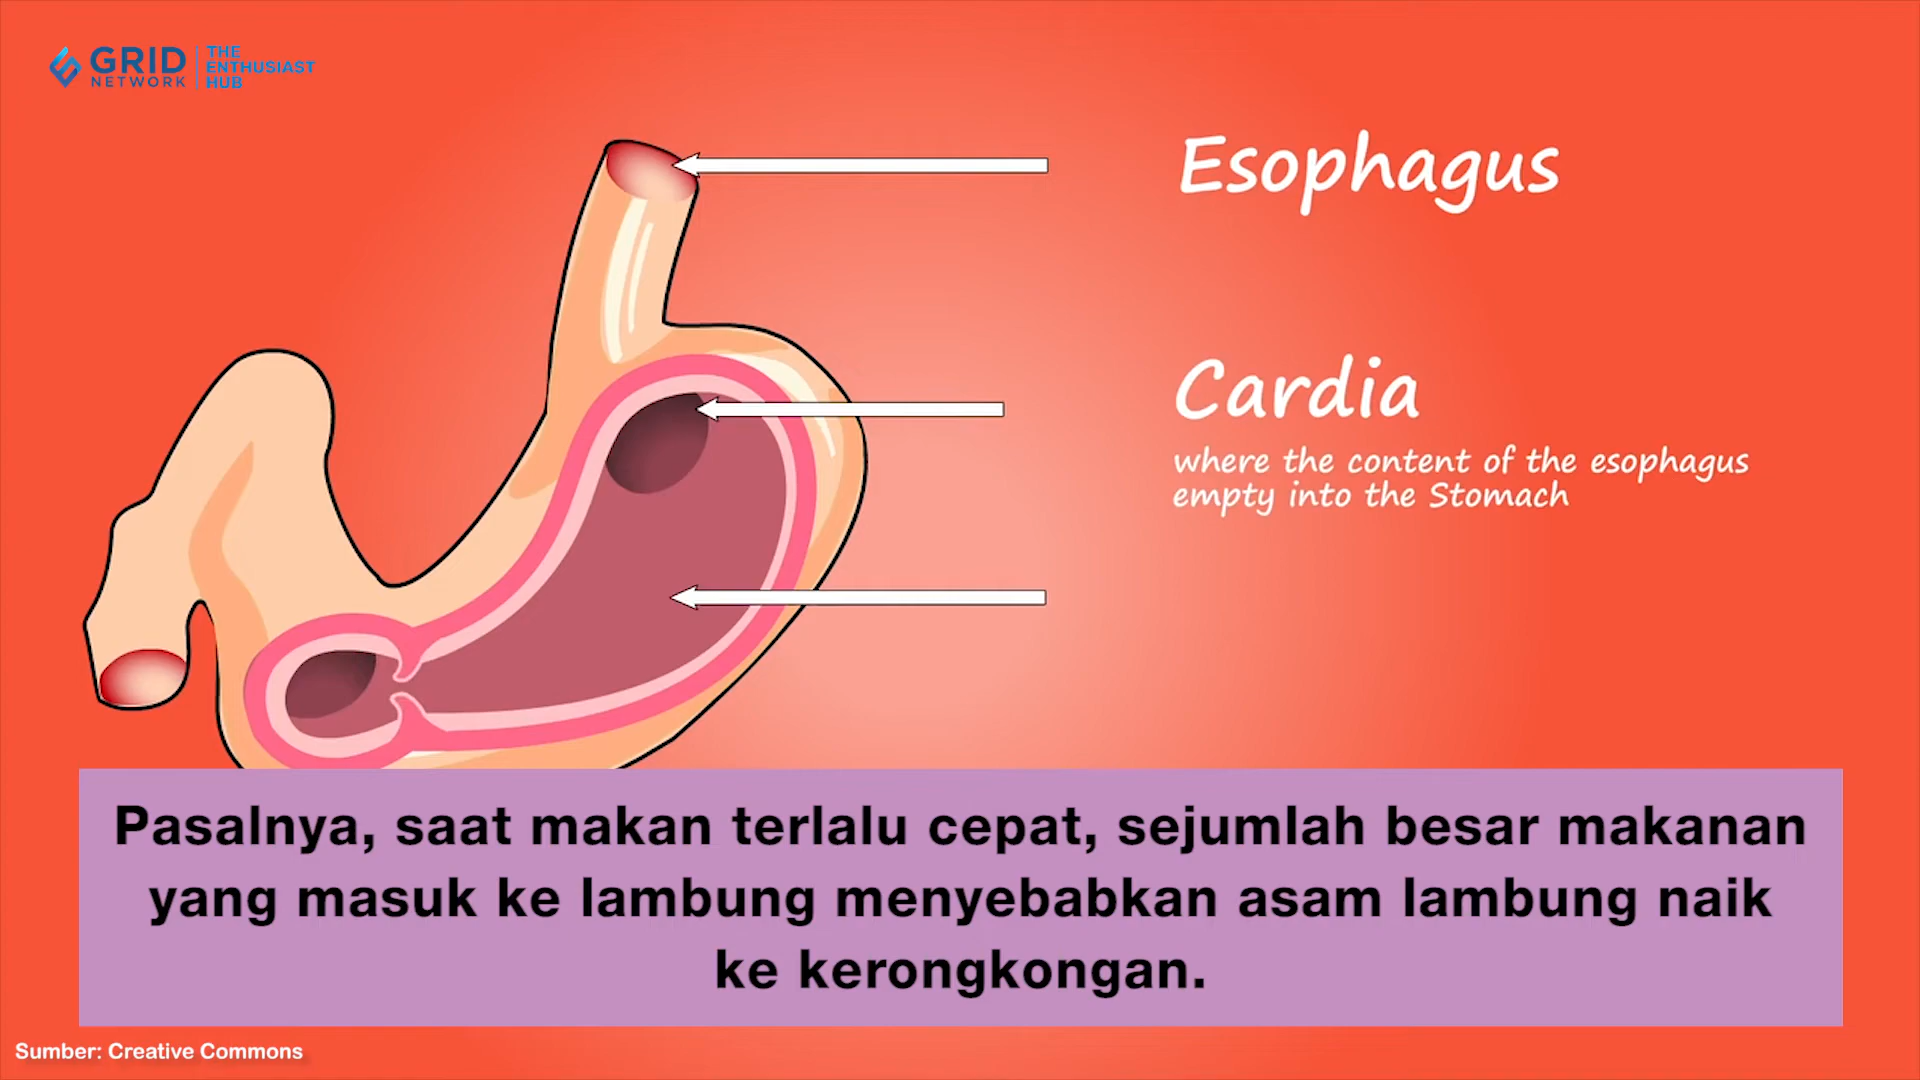 GRID
NETWORK
THE
ENTHUSIAST
HUB
Esophagus
Cardia
where the content of the esophagus
empty into the Stomach
Pasalnya, saat makan terlalu cepat, sejumlah besar makanan
yang masuk ke lambung menyebabkan asam lambung naik
ke kerongkongan.
Sumber: Creative Commons